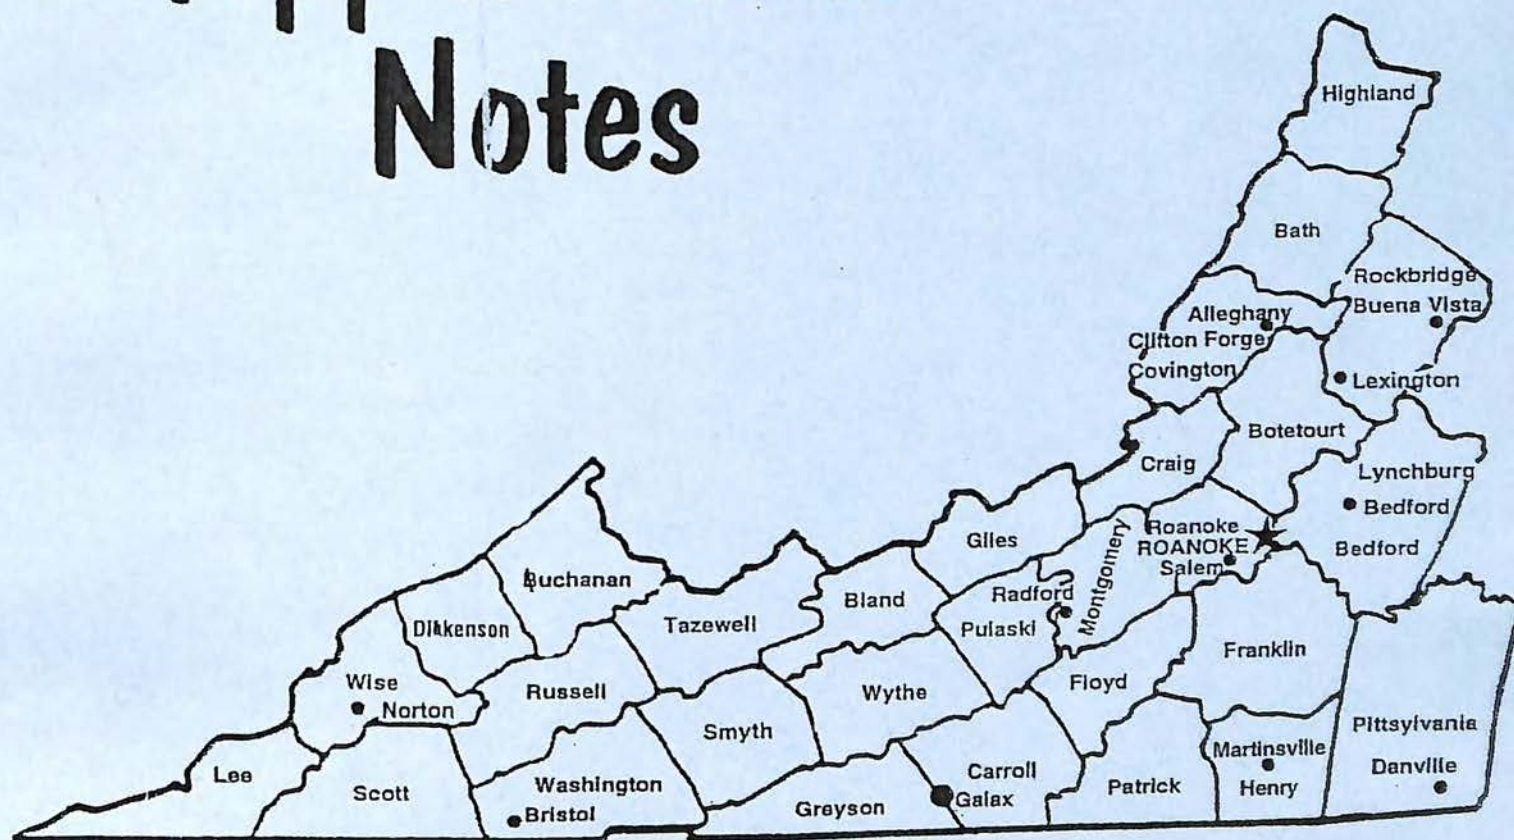 Notes
Highland
Bath
Rockbridge
Buena Vista
Alleghany
Clifton Forge
Covington
Lexington
Botetourt
Craig
Lynchburg
Bedford
Bedford
Roanoke
ROANOKE
Salem
Montgomery
Giles
Radford
Pulaski
Bland
Buchanan
Tazewell
Dickenson
Franklin
Floyd
Wise
Norton
Russell
Wythe
Smyth
Pittsylvania
Danville
Martinsville
Henry
Patrick
Carroll
Galax
Grayson
Washington
Bristol
Scott
Lee